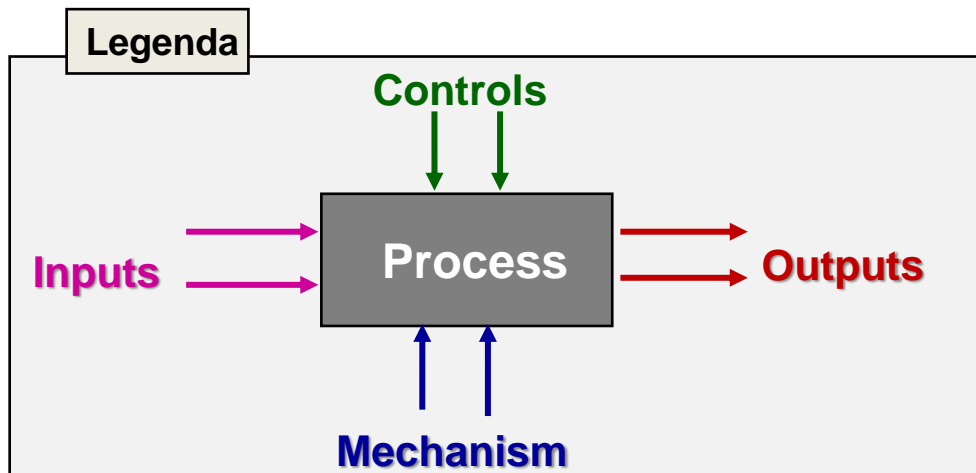 Legenda
Controls
Inputs
Process
Outputs
Mechanism